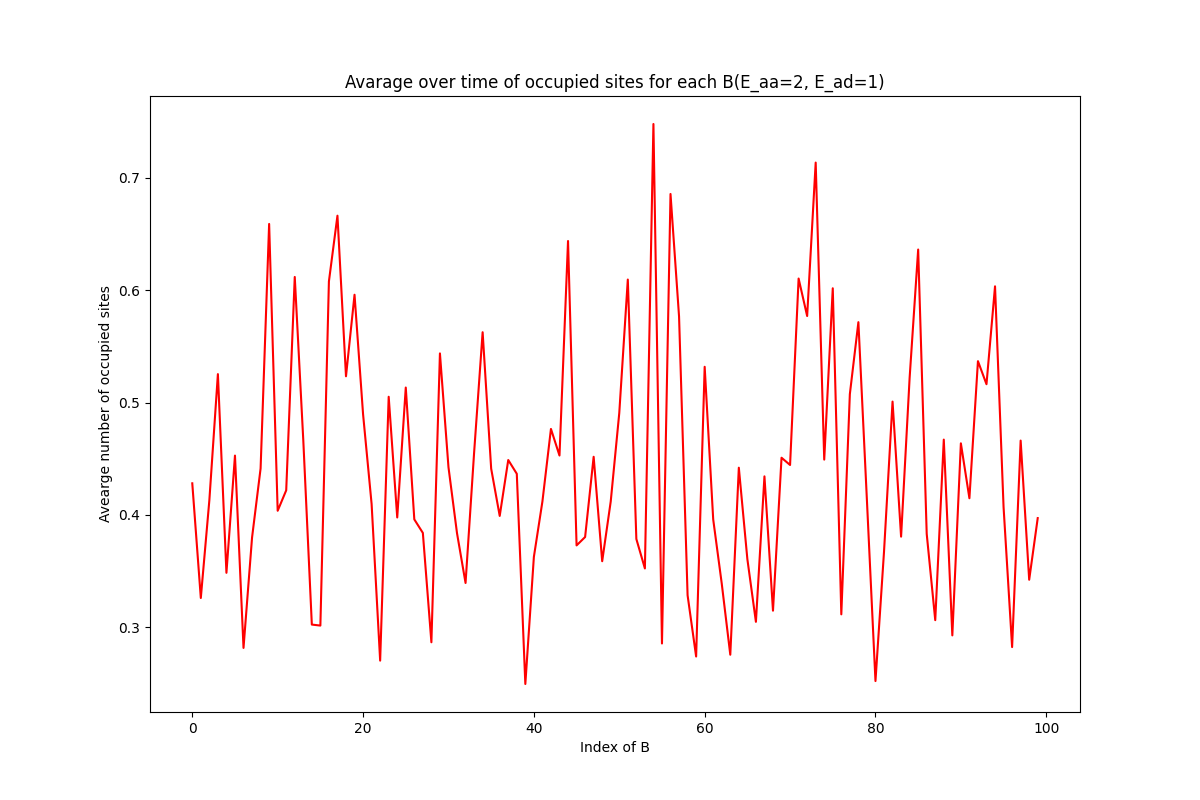 Avarage over time of occupied sites for each B(E_aa=2, E_ad=1)
Avearge number of occupied sites
0.7
0.6
0.5
0.4
0.3
0 20 40 60 80 100
Index of B